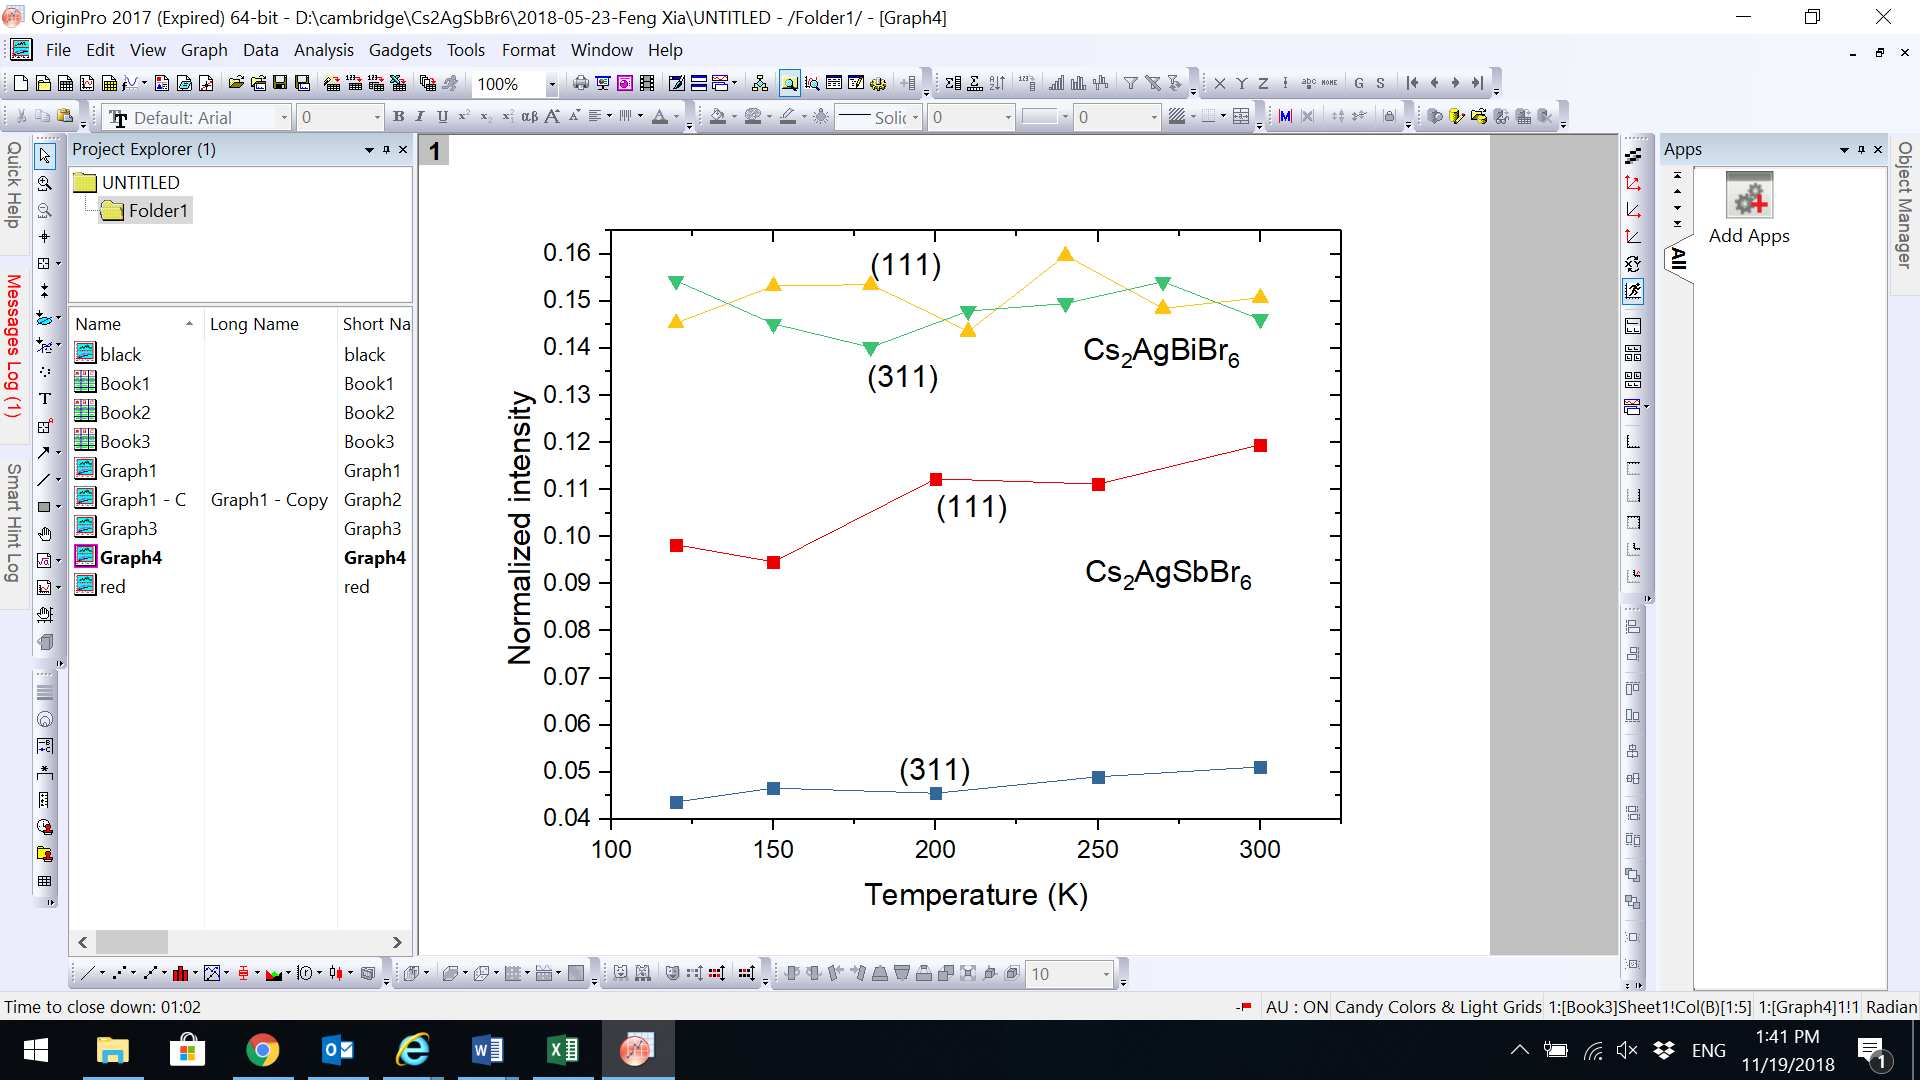 OriginPro 2017 (Expired) 64-bit - D:\cambridge\Cs2AgSbBr6\2018-05-23-Feng Xia\UNTITLED - /Folder1/ - [Graph4]
File Edit View Graph Data Analysis Gadgets Tools Format Window Help
100%
Default: Arial 0 B I U αβ A A A Solid 0 0
Quick Help
Messages Log (1)
Smart Hint Log
Project Explorer (1)
UNTITLED
Folder1
Name Long Name Short Na
black black
Book1 Book1
Book2 Book2
Book3 Book3
Graph1 Graph1
Graph1 - C Graph1 - Copy Graph2
Graph3 Graph3
Graph4 Graph4
red red
1
0.16
0.15
0.14
0.13
0.12
0.11
0.10
0.09
0.08
0.07
0.06
0.05
0.04
Normalized intensity
(111)
(311)
Cs2AgBiBr6
(111)
Cs2AgSbBr6
(311)
100 150 200 250 300
Temperature (K)
Apps
All
Add Apps
Object Manager
10
Time to close down: 01:02
AU : ON Candy Colors & Light Grids 1:[Book3]Sheet1!Col(B)[1:5] 1:[Graph4]1!1 Radian
ENG
1:41 PM
11/19/2018
1